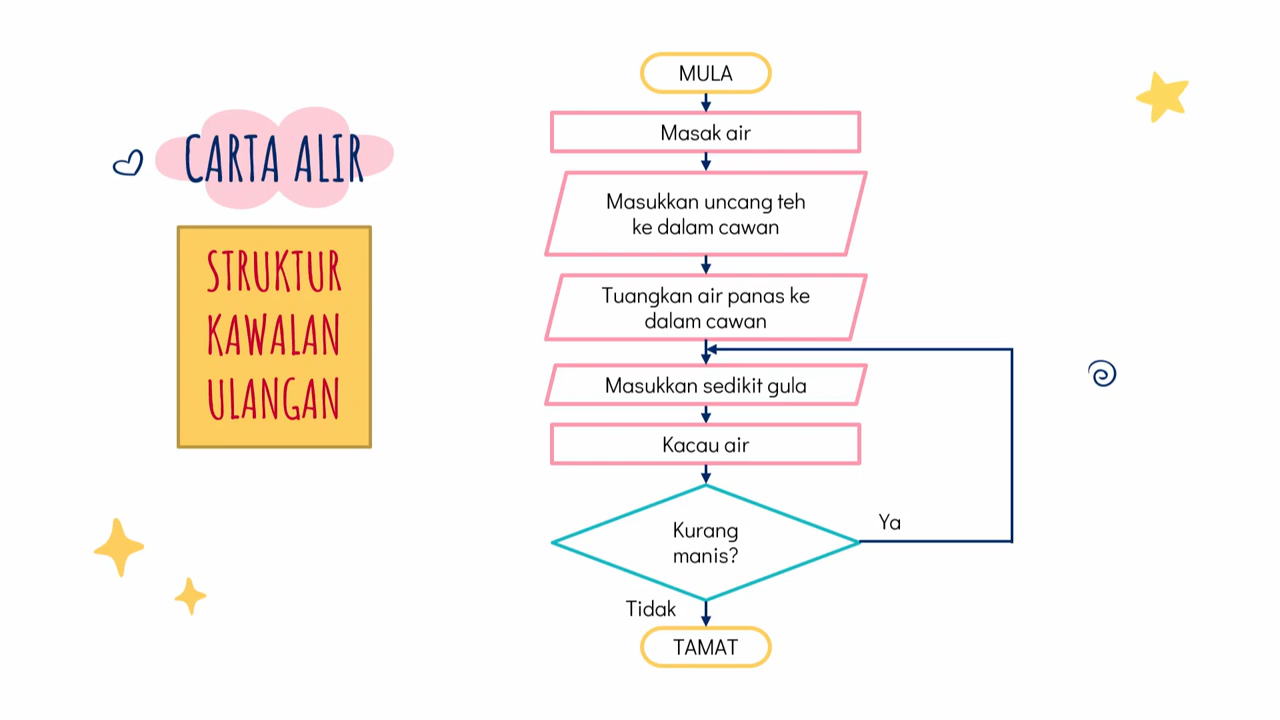 CARTA ALIR
STRUKTUR
KAWALAN
ULANGAN
MULA
Masak air
Masukkan uncang teh
ke dalam cawan
Tuangkan air panas ke
dalam cawan
Masukkan sedikit gula
Kacau air
Kurang
manis?
Ya
Tidak
TAMAT